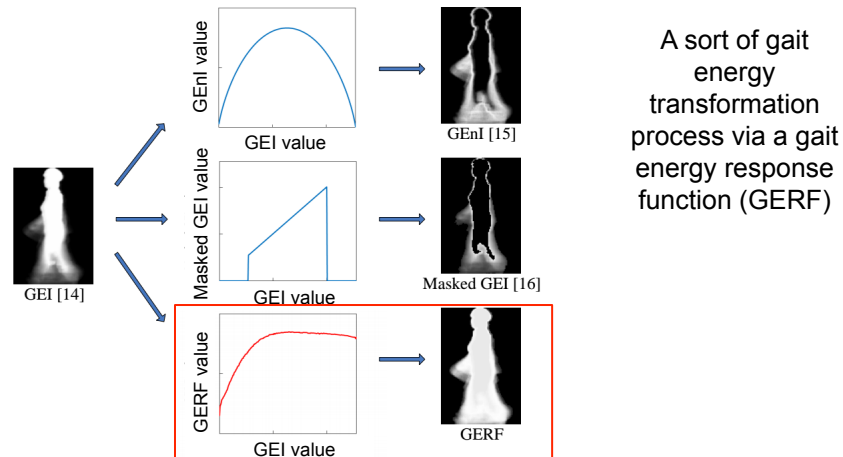 GEnI value
GEI value
GEnI [15]
A sort of gait
energy
transformation
process via a gait
energy response
function (GERF)
GEI [14]
Masked GEI value
GEI value
Masked GEI [16]
GERF value
GEI value
GERF